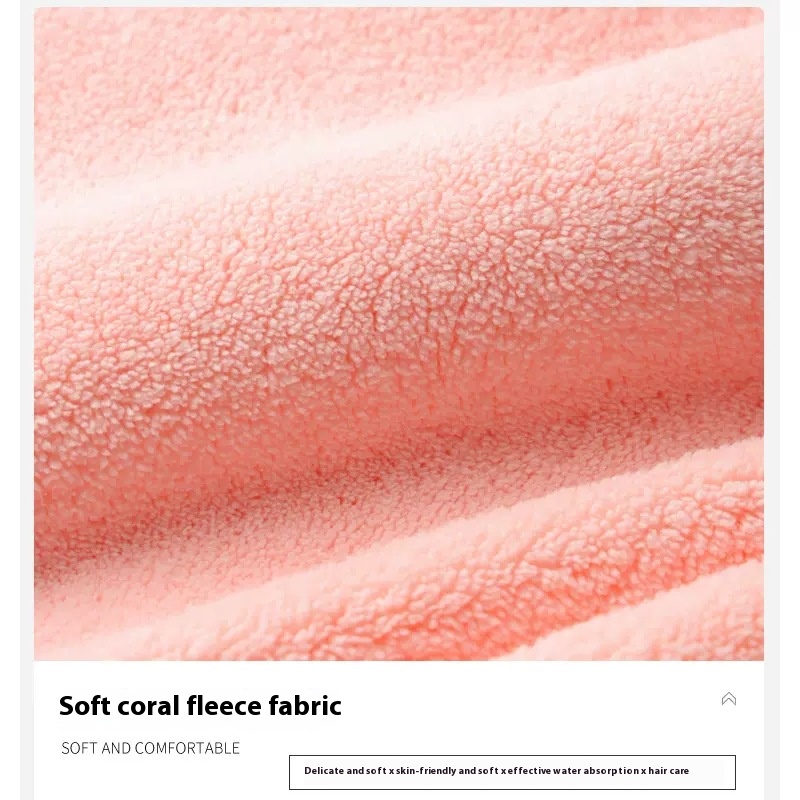 Soft coral fleece fabric
SOFT AND COMFORTABLE
Delicate and soft x skin-friendly and soft x effective water absorption x hair care